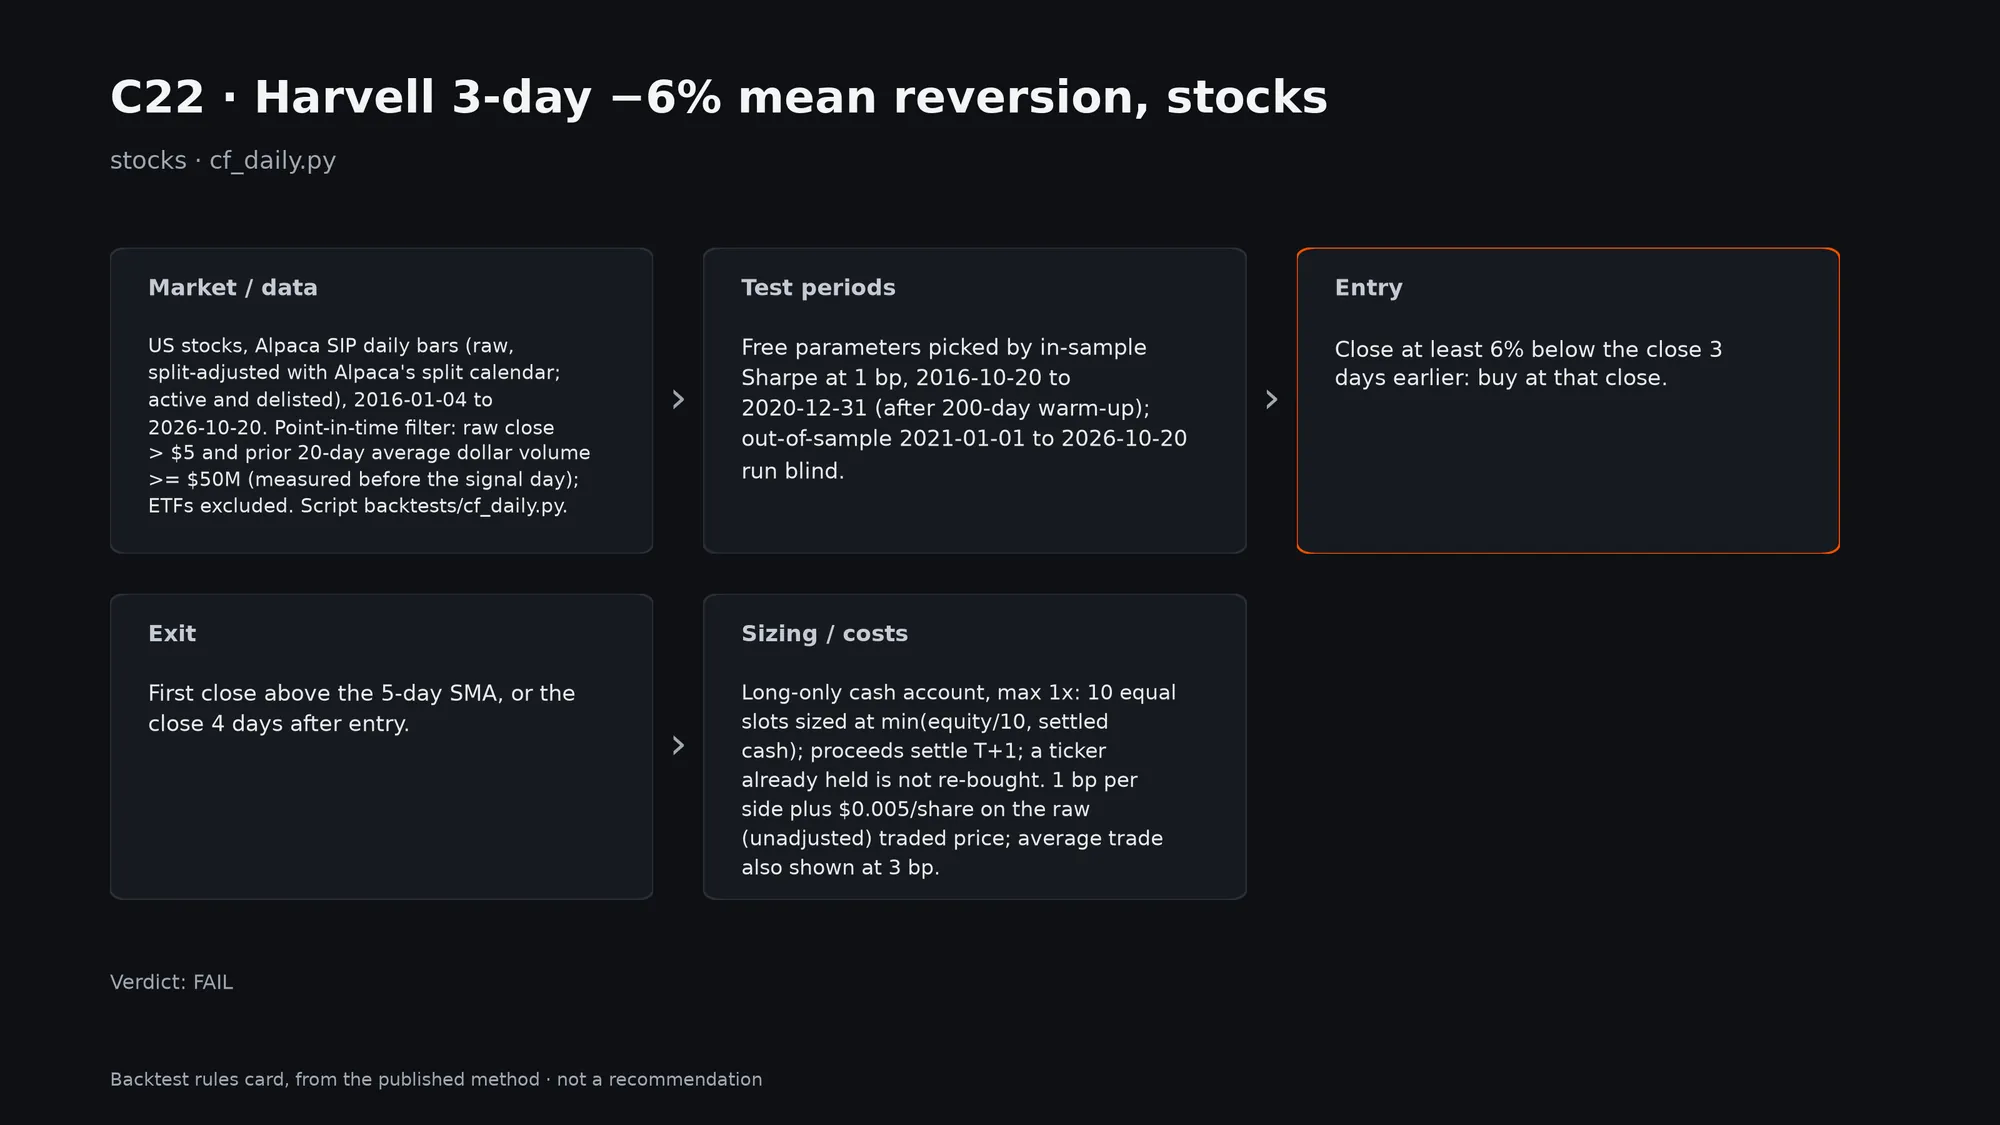 C22 · Harvell 3-day −6% mean reversion, stocks
stocks · cf_daily.py
Market / data
US stocks, Alpaca SIP daily bars (raw,
split-adjusted with Alpaca's split calendar;
active and delisted), 2016-01-04 to
2026-10-20. Point-in-time filter: raw close
> $5 and prior 20-day average dollar volume
>= $50M (measured before the signal day);
ETFs excluded. Script backtests/cf_daily.py.
›
Test periods
Free parameters picked by in-sample
Sharpe at 1 bp, 2016-10-20 to
2020-12-31 (after 200-day warm-up);
out-of-sample 2021-01-01 to 2026-10-20
run blind.
›
Entry
Close at least 6% below the close 3
days earlier: buy at that close.
Exit
First close above the 5-day SMA, or the
close 4 days after entry.
›
Sizing / costs
Long-only cash account, max 1x: 10 equal
slots sized at min(equity/10, settled
cash); proceeds settle T+1; a ticker
already held is not re-bought. 1 bp per
side plus $0.005/share on the raw
(unadjusted) traded price; average trade
also shown at 3 bp.
Verdict: FAIL
Backtest rules card, from the published method · not a recommendation